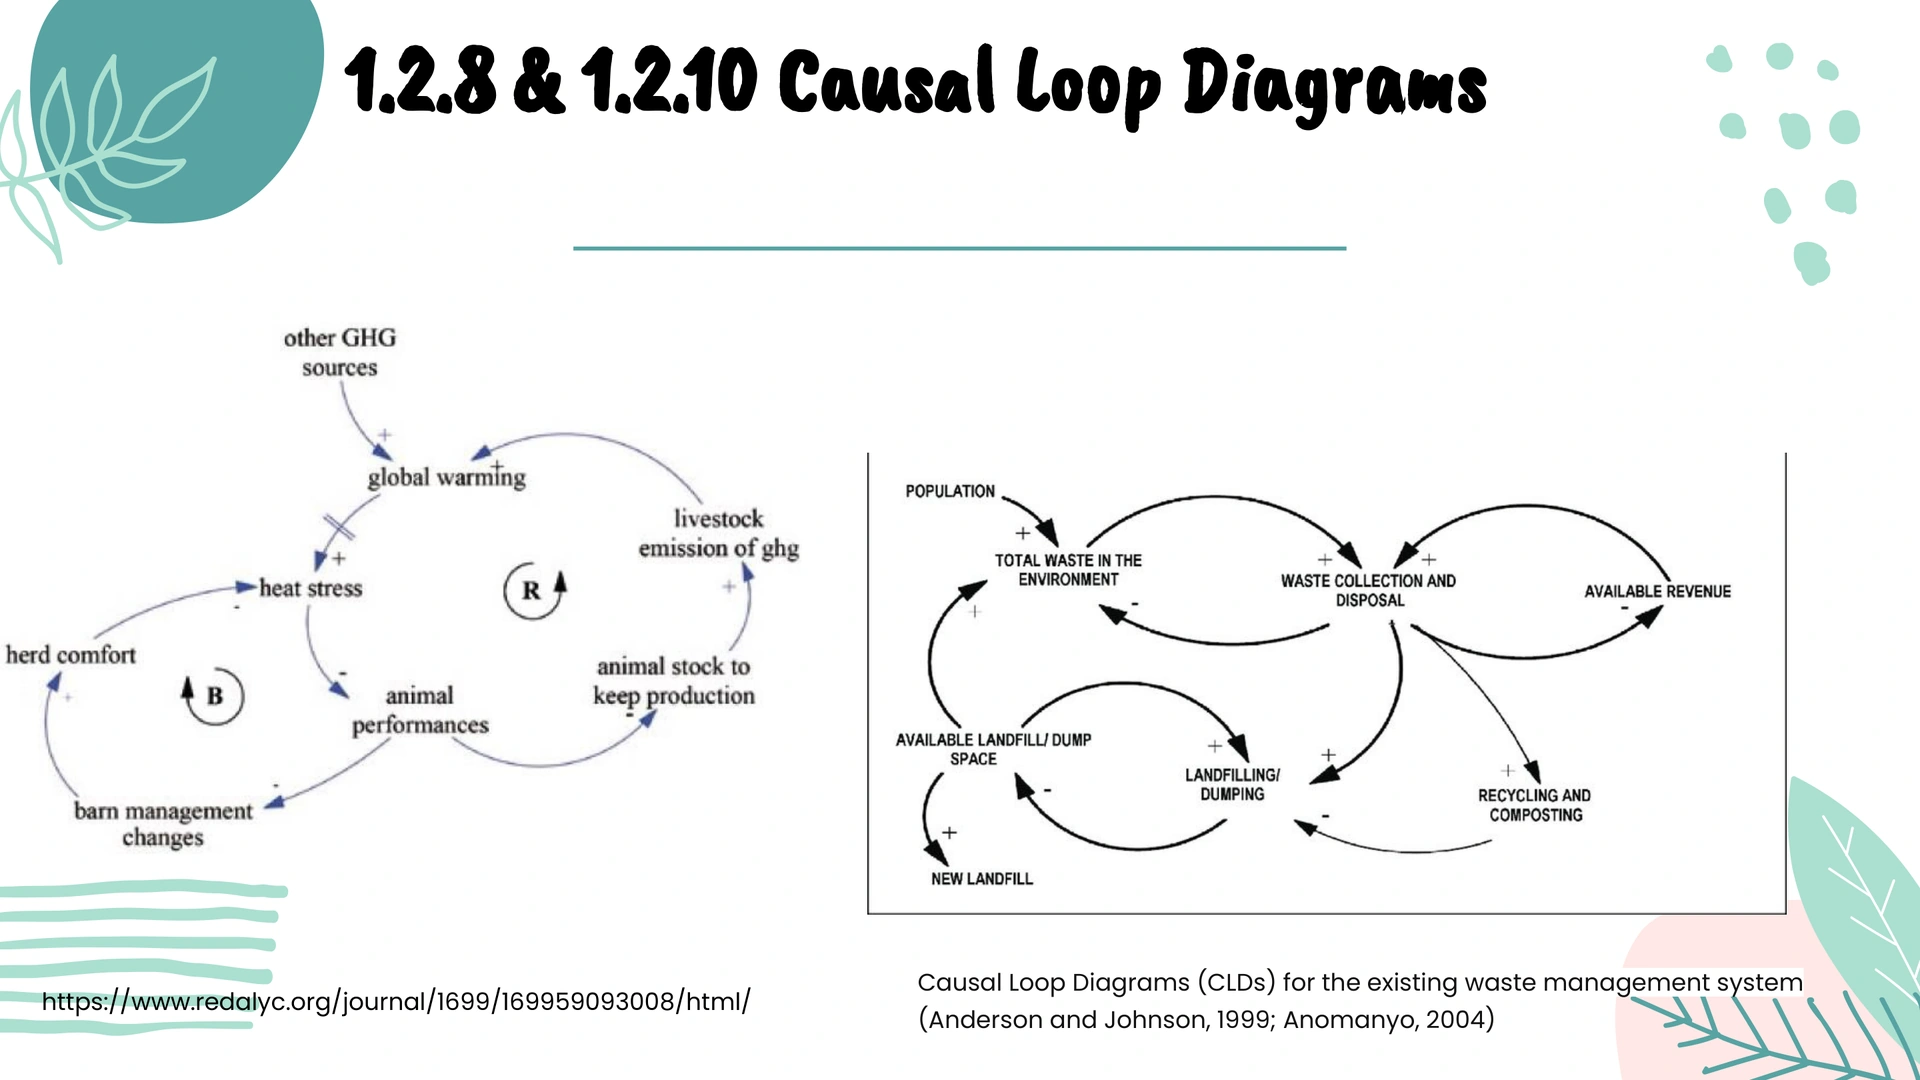 1.2.8 & 1.2.10 Causal Loop Diagrams
other GHG
sources
+
global warming
+
+
heat stress
-
livestock
emission of ghg
+
R
herd comfort
+
B
-
animal
performances
animal stock to
keep production
-
-
barn management
changes
https://www.redalyc.org/journal/1699/169959093008/html/
POPULATION
+
TOTAL WASTE IN THE
ENVIRONMENT
+
-
+
WASTE COLLECTION AND
DISPOSAL
+
AVAILABLE REVENUE
-
AVAILABLE LANDFILL/ DUMP
SPACE
+
-
LANDFILLING/
DUMPING
+
-
+
RECYCLING AND
COMPOSTING
+
NEW LANDFILL
Causal Loop Diagrams (CLDs) for the existing waste management system
(Anderson and Johnson, 1999; Anomanyo, 2004)